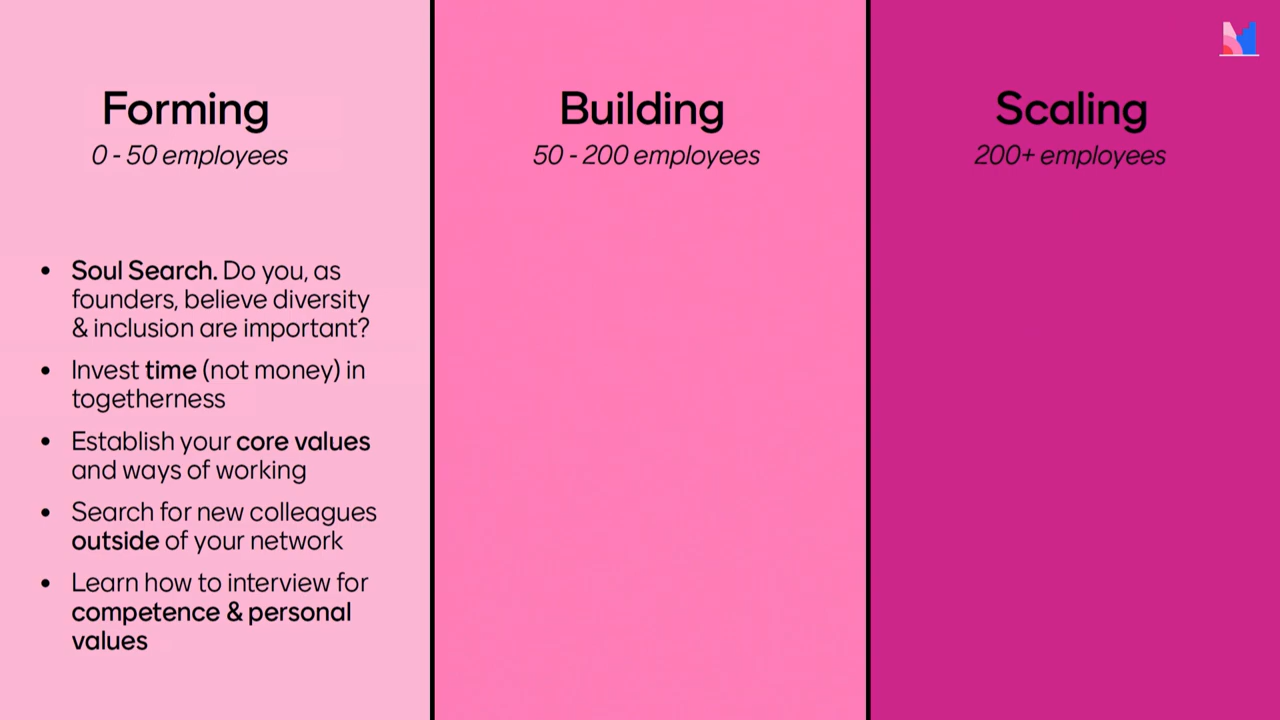 Forming
0 - 50 employees
• Soul Search. Do you, as
founders, believe diversity
& inclusion are important?
• Invest time (not money) in
togetherness
• Establish your core values
and ways of working
• Search for new colleagues
outside of your network
• Learn how to interview for
competence & personal
values
Building
50 - 200 employees
Scaling
200+ employees